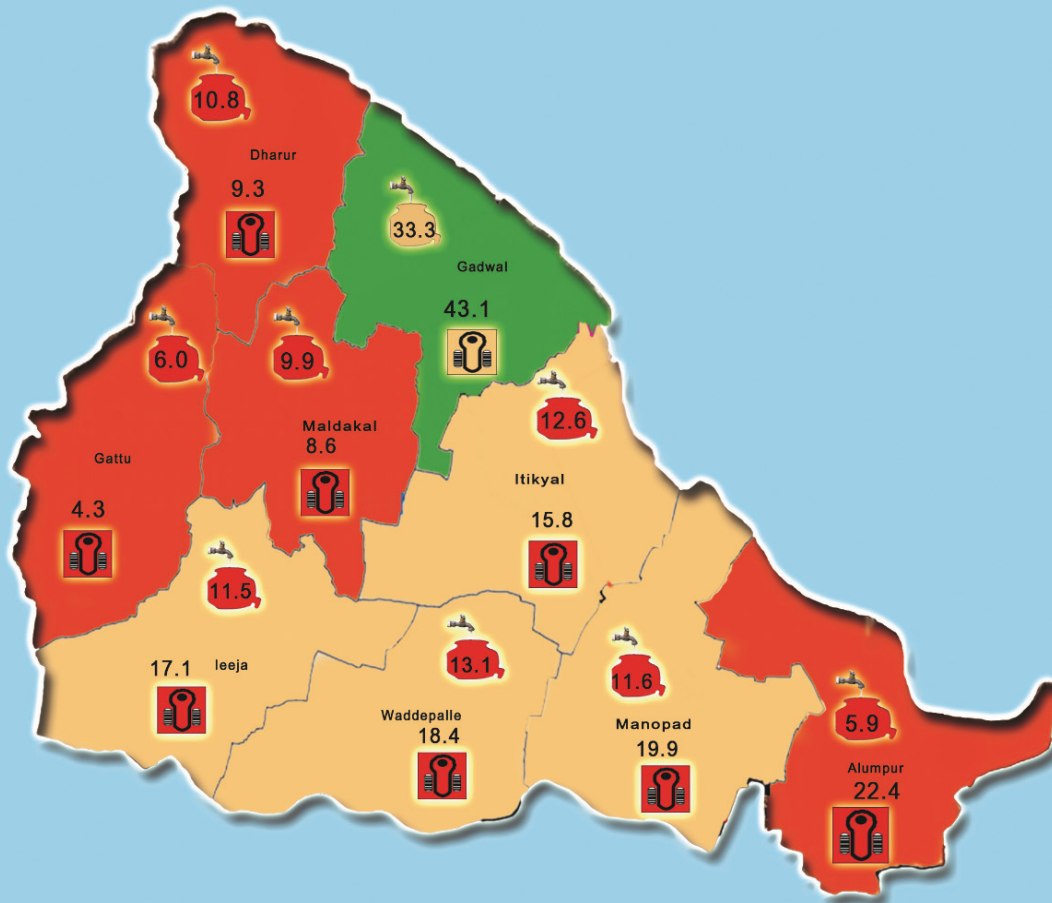 10.8
Dharur
9.3
33.3
Gadwal
43.1
6.0
9.9
Maldakal
8.6
Gattu
4.3
12.6
Itikyal
15.8
11.5
17.1 Ieeja
13.1
Waddepalle
18.4
11.6
Manopad
19.9
5.9
Alumpur
22.4